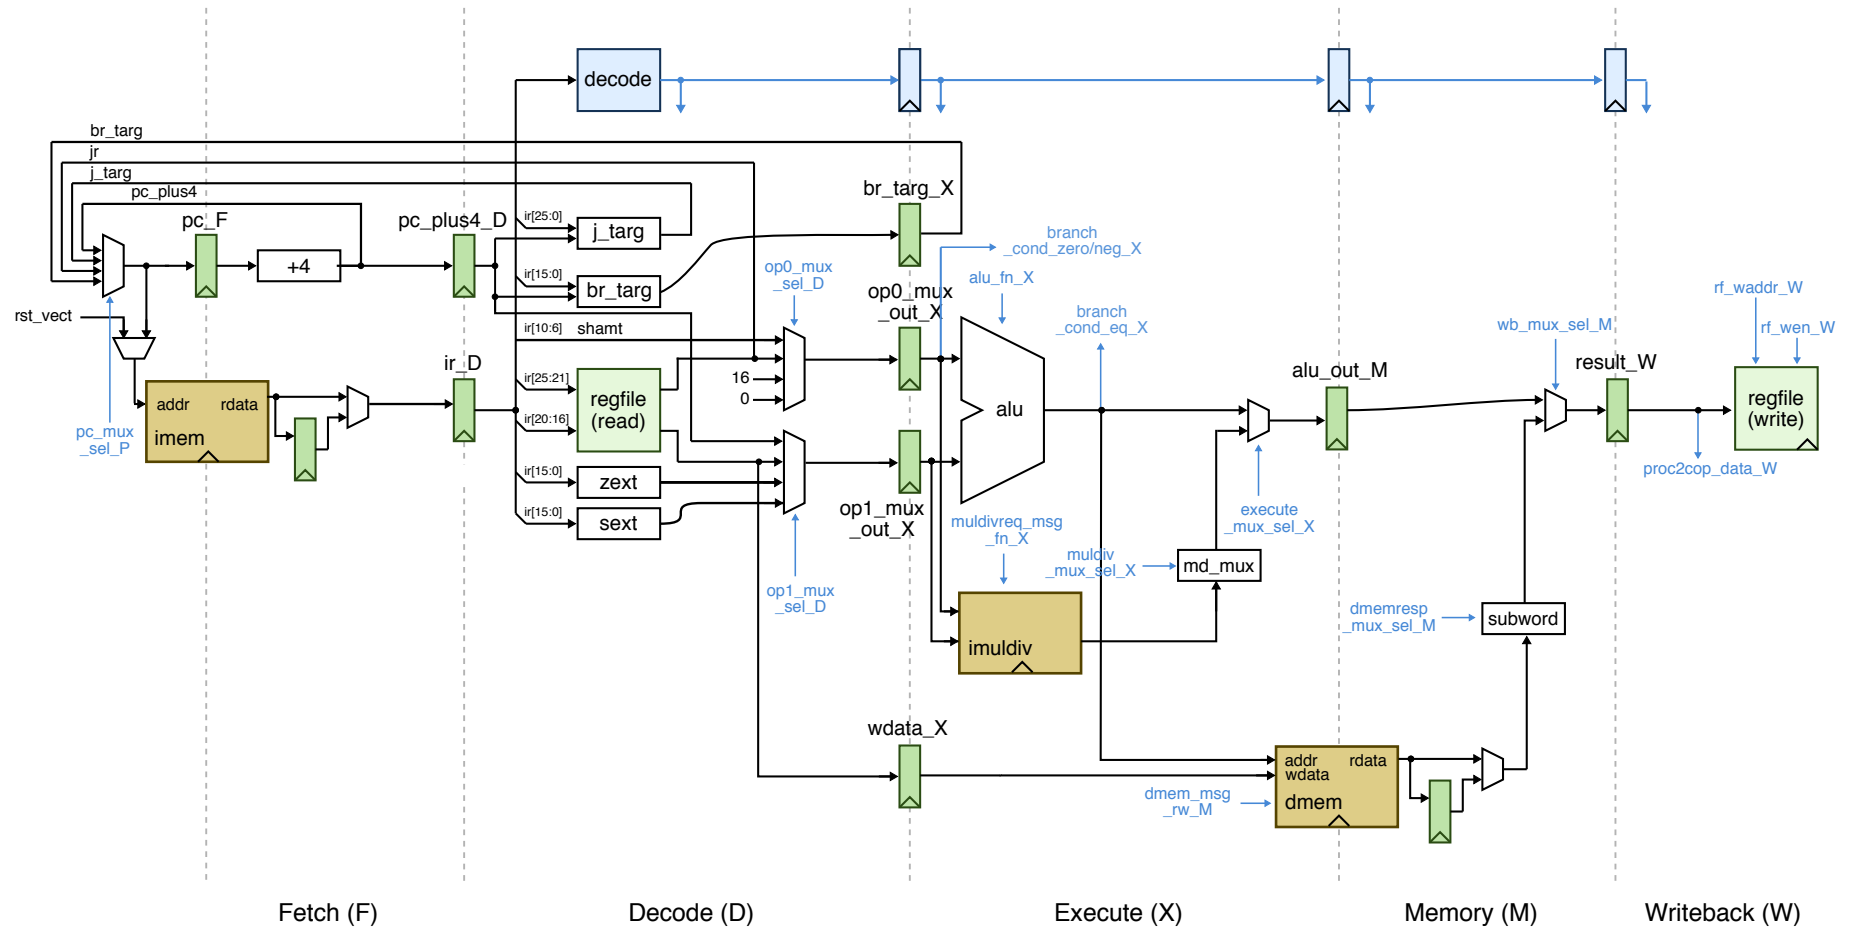 decode
br_targ
jr
j_targ
pc_plus4
pc_F
pc_plus4_D
ir[25:0]
j_targ
br_targ_X
+4
ir[15:0]
br_targ
op0_mux
_sel_D
branch
_cond_zero/neg_X
alu_fn_X
op0_mux
_out_X
rst_vect
ir[10:6]
shamt
branch
_cond_eq_X
rf_waddr_W
rf_wen_W
wb_mux_sel_M
ir_D
ir[25:21]
16
0
regfile
(read)
ir[20:16]
alu
alu_out_M
result_W
regfile
(write)
addr
rdata
imem
pc_mux
_sel_P
ir[15:0]
zext
ir[15:0]
sext
op1_mux
_out_X
proc2cop_data_W
muldivreq_msg
_fn_X
execute
_mux_sel_X
op1_mux
_sel_D
muldiv
_mux_sel_X
md_mux
imuldiv
dmemresp
_mux_sel_M
subword
wdata_X
addr
rdata
wdata
dmem
dmem_msg
_rw_M
Fetch (F)
Decode (D)
Execute (X)
Memory (M)
Writeback (W)